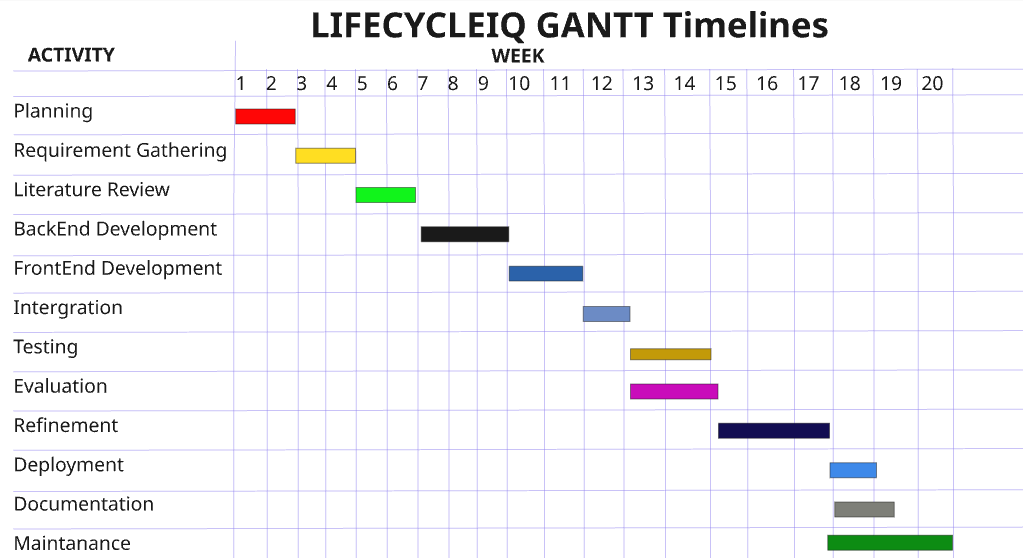 LIFECYCLEIQ GANTT Timelines
ACTIVITY WEEK
1 2 3 4 5 6 7 8 9 10 11 12 13 14 15 16 17 18 19 20
Planning
Requirement Gathering
Literature Review
BackEnd Development
FrontEnd Development
Intergration
Testing
Evaluation
Refinement
Deployment
Documentation
Maintanance